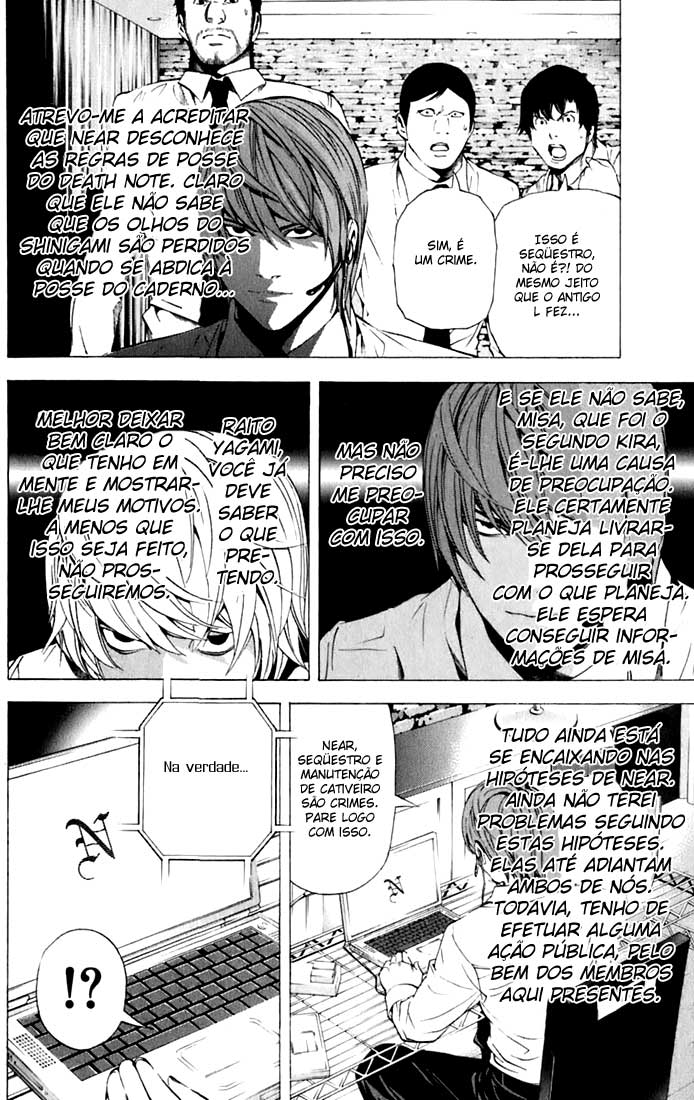 ISSO É
SEQÜESTRO,
NÃO É?! DO
MESMO JEITO
QUE O ANTIGO
L FEZ...
SIM, É
UM CRIME.
ATREVO-ME A ACREDITAR
QUE NEAR DESCONHECE
AS REGRAS DE POSSE
DO DEATH NOTE. CLARO
QUE ELE NÃO SABE
QUE OS OLHOS DO
SHINIGAMI SÃO PERDIDOS
QUANDO SE ABDICA À
POSSE DO CADERNO...
E SE ELE NÃO SABE,
MISA, QUE FOI O
SEGUNDO KIRA,
É-LHE UMA CAUSA
DE PREOCUPAÇÃO.
ELE CERTAMENTE
PLANEJA LIVRAR-
SE DELA PARA
PROSSEGUIR
COM O QUE PLANEJA.
ELE ESPERA
CONSEGUIR INFOR-
MAÇÕES DE MISA.
MAS NÃO
PRECISO
ME PREO-
CUPAR
COM ISSO.
RAITO
YAGAMI,
VOCÊ JÁ
DEVE
SABER
O QUE
PRE-
TENDO.
MELHOR DEIXAR
BEM CLARO O
QUE TENHO EM
MENTE E MOSTRAR-
LHE MEUS MOTIVOS.
A MENOS QUE
ISSO SEJA FEITO,
NÃO PROS-
SEGUIREMOS.
TUDO AINDA ESTÁ
SE ENCAIXANDO NAS
HIPÓTESES DE NEAR.
AINDA NÃO TEREI
PROBLEMAS SEGUINDO
ESTAS HIPÓTESES.
ELAS ATÉ ADIANTAM
AMBOS DE NÓS.
TODAVIA, TENHO DE
EFETUAR ALGUMA
AÇÃO PÚBLICA, PELO
BEM DOS MEMBROS
AQUI PRESENTES.
NEAR,
SEQÜESTRO E
MANUTENÇÃO
DE CATIVEIRO
SÃO CRIMES.
PARE LOGO
COM ISSO.
N
Na verdade...
N
!?